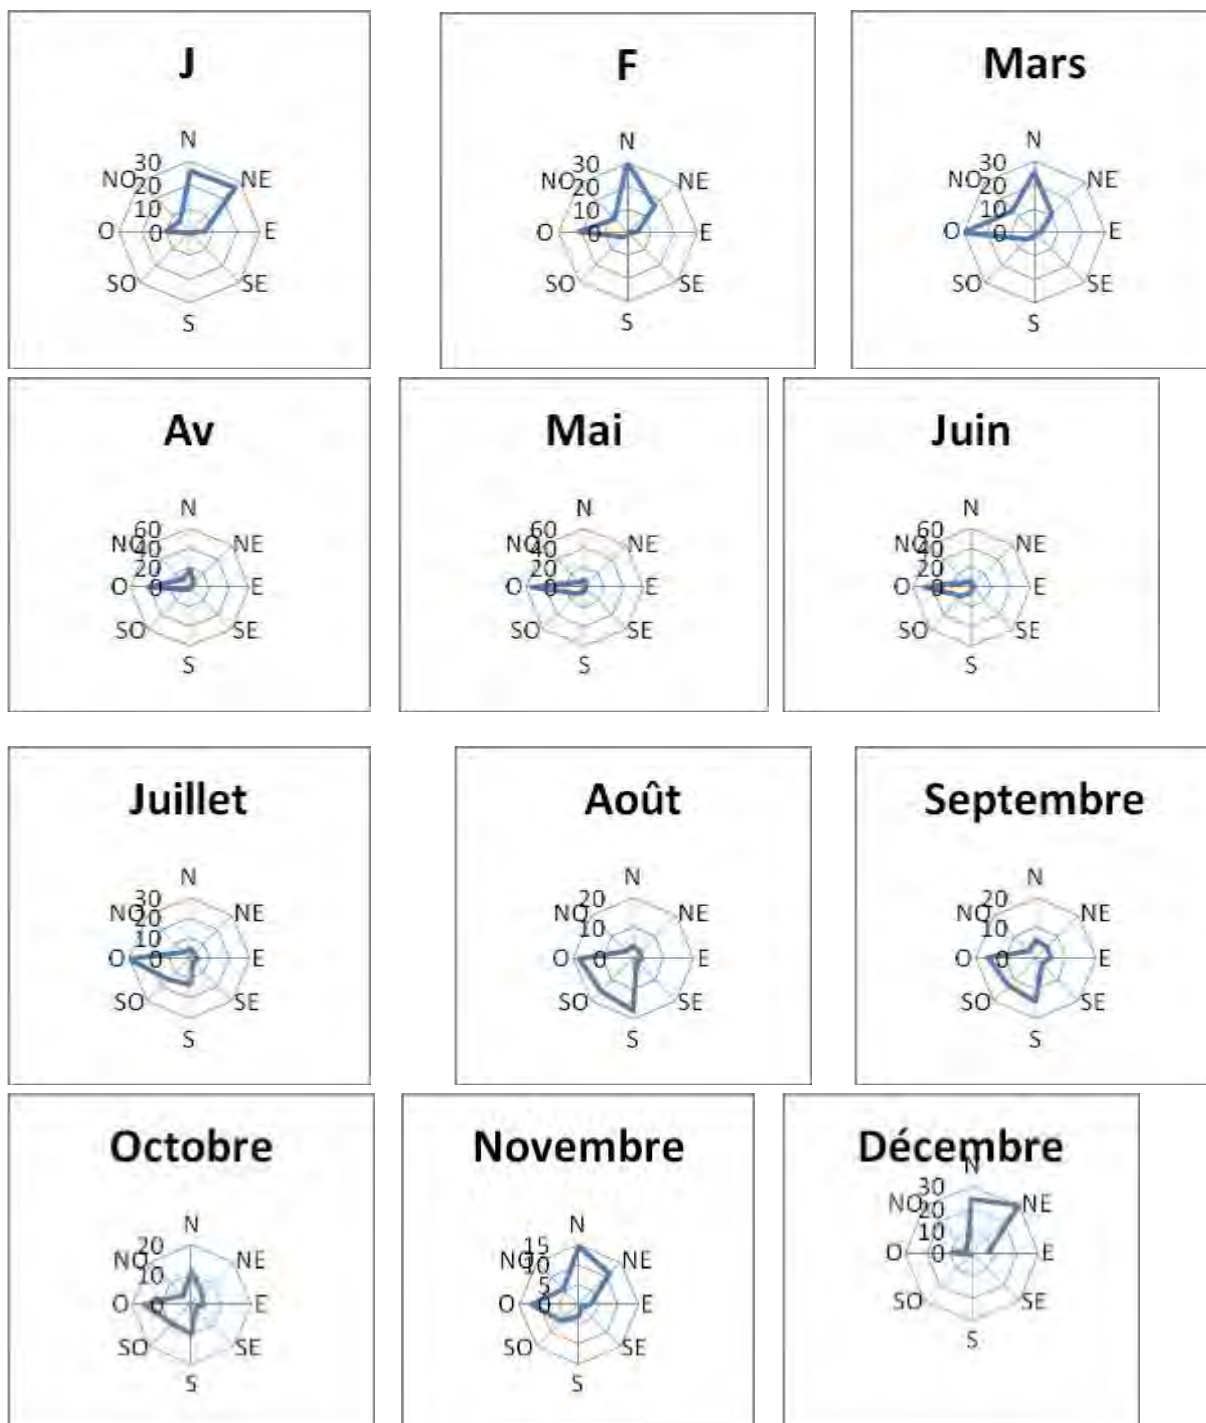 J
N
30
NO
20
NE
10
O
0
E
SO
SE
S
F
N
30
NO
20
NE
10
O
0
E
SO
SE
S
Mars
N
30
NO
20
NE
10
O
0
E
SO
SE
S
Av
N
60
NO
40
NE
20
O
0
E
SO
SE
S
Mai
N
60
NO
40
NE
20
O
0
E
SO
SE
S
Juin
N
60
NO
40
NE
20
O
0
E
SO
SE
S
Juillet
N
30
NO
20
NE
10
O
0
E
SO
SE
S
Août
N
20
NO
NE
10
O
0
E
SO
SE
S
Septembre
N
20
NO
NE
10
O
0
E
SO
SE
S
Octobre
N
20
NO
NE
10
O
0
E
SO
SE
S
Novembre
N
15
NO
10
NE
5
O
0
E
SO
SE
S
Décembre
N
30
NO
20
NE
10
O
0
E
SO
SE
S